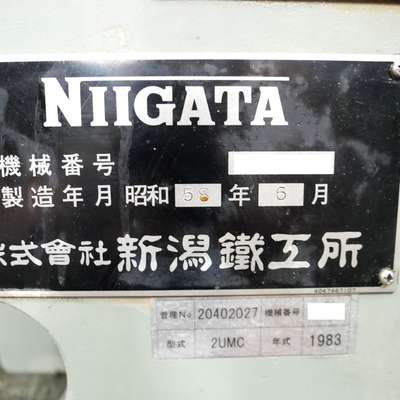 NIIGATA
機械番号
製造年月 昭和 58 年 6 月
株式會社 新潟鐵工所
管理No 20402027 機械番号
型式 2UMC 年式 1983